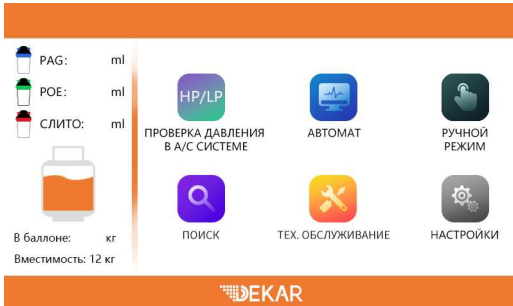 PAG: ml
POE: ml
СЛИТО: ml
В баллоне: кг
Вместимость: 12 кг
HP/LP
ПРОВЕРКА ДАВЛЕНИЯ
В А/С СИСТЕМЕ
АВТОМАТ
РУЧНОЙ
РЕЖИМ
ПОИСК
ТЕХ. ОБСЛУЖИВАНИЕ
НАСТРОЙКИ
DEKAR